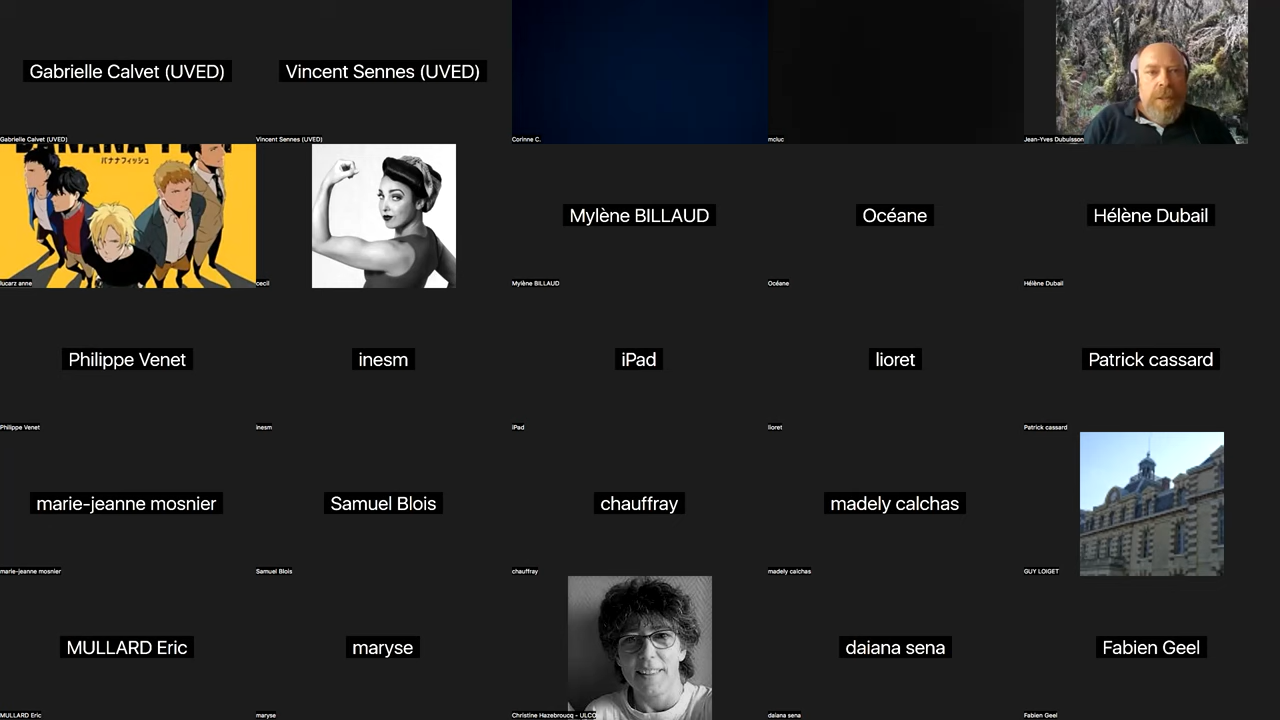 Gabrielle Calvet (UVED)
Vincent Sennes (UVED)
Gabrielle Calvet (UVED)
Vincent Sennes (UVED)
Corinne C.
mcluc
Jean-Yves Dubuisson
バナナフィッシュ
Mylène BILLAUD
Océane
Hélène Dubail
lucarz anne
cecil
Mylène BILLAUD
Océane
Hélène Dubail
Philippe Venet
inesm
iPad
lioret
Patrick cassard
Philippe Venet
inesm
iPad
lioret
Patrick cassard
marie-jeanne mosnier
Samuel Blois
chauffray
madely calchas
marie-jeanne mosnier
Samuel Blois
chauffray
madely calchas
GUY LOIGET
MULLARD Eric
maryse
daiana sena
Fabien Geel
MULLARD Eric
maryse
Christine Hazebroucq - ULCO
daiana sena
Fabien Geel